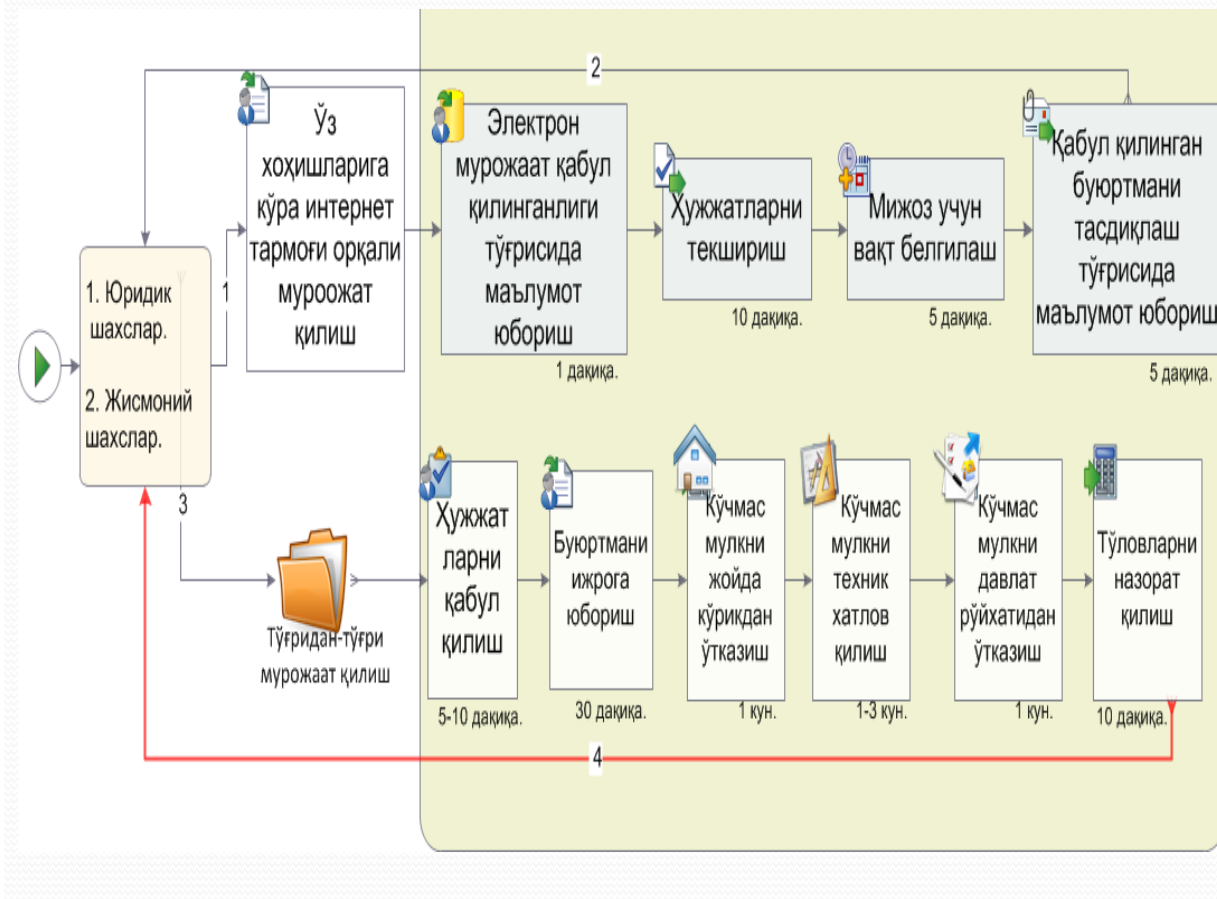 2
Ўз
хоҳишларига
кўра интернет
тармоғи орқали
муроожат
қилиш
Электрон
мурожаат қабул
қилинганлиги
тўғрисида
маълумот
юбориш
1 дақиқа.
Ҳужжатларни
текшириш
10 дақиқа.
Мижоз учун
вақт белгилаш
5 дақиқа.
Қабул қилинган
буюртмани
тасдиқлаш
тўғрисида
маълумот юбориш
5 дақиқа.
1. Юридик
шахслар.
2. Жисмоний
шахслар.
1
3
Тўғридан-тўғри
мурожаат қилиш
Ҳужжат
ларни
қабул
қилиш
5-10 дақиқа.
Буюртмани
ижрога
юбориш
30 дақиқа.
Кўчмас
мулкни
жойда
кўрикдан
ўтказиш
1 кун.
Кўчмас
мулкни
техник
хатлов
қилиш
1-3 кун.
Кўчмас
мулкни
давлат
рўйхатидан
ўтказиш
1 кун.
Тўловларни
назорат
қилиш
10 дақиқа.
4